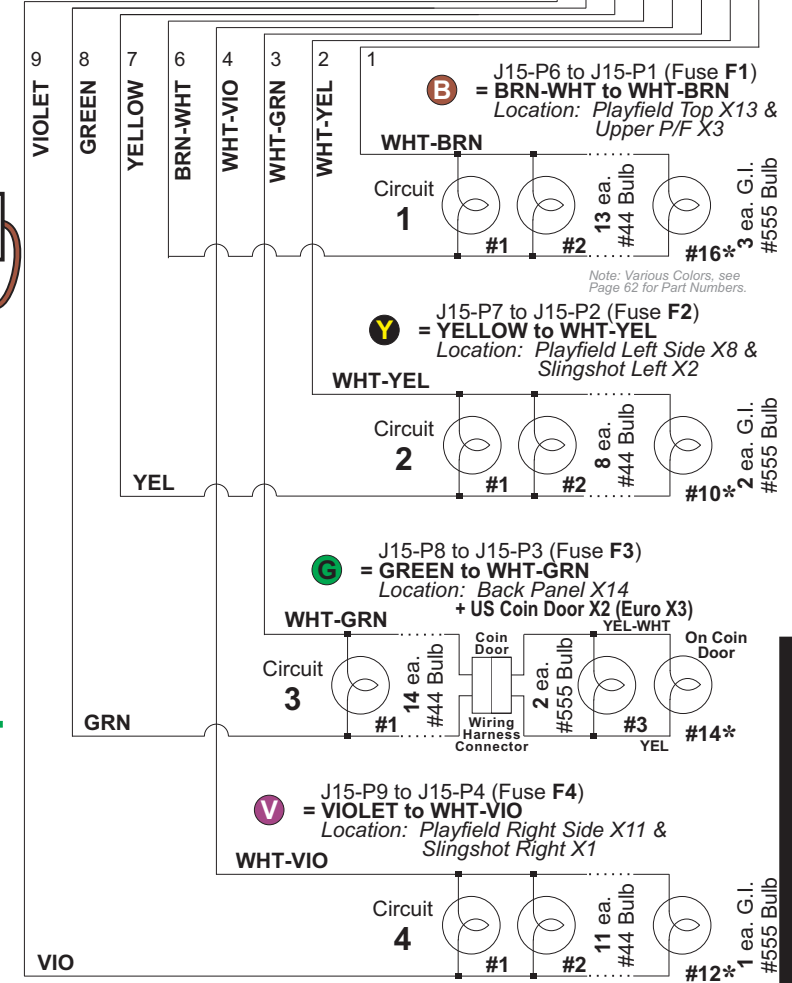 9 8 7 6 4 3 2 1
VIOLET
GREEN
YELLOW
BRN-WHT
WHT-VIO
WHT-GRN
WHT-YEL
B
J15-P6 to J15-P1 (Fuse F1)
= BRN-WHT to WHT-BRN
Location: Playfield Top X13 &
Upper P/F X3
WHT-BRN
Circuit
1
#1
#2
13 ea.
#44 Bulb
#16*
3 ea. G.I.
#555 Bulb
Note: Various Colors, see
Page 62 for Part Numbers.
Y
J15-P7 to J15-P2 (Fuse F2)
= YELLOW to WHT-YEL
Location: Playfield Left Side X8 &
Slingshot Left X2
WHT-YEL
Circuit
2
YEL
#1
#2
8 ea.
#44 Bulb
#10*
2 ea. G.I.
#555 Bulb
G
J15-P8 to J15-P3 (Fuse F3)
= GREEN to WHT-GRN
Location: Back Panel X14
+ US Coin Door X2 (Euro X3)
WHT-GRN
YEL-WHT
Circuit
3
GRN
#1
14 ea.
#44 Bulb
Coin
Door
Wiring
Harness
Connector
2 ea.
#555 Bulb
#3
YEL
On Coin
Door
#14*
V
J15-P9 to J15-P4 (Fuse F4)
= VIOLET to WHT-VIO
Location: Playfield Right Side X11 &
Slingshot Right X1
WHT-VIO
Circuit
4
VIO
#1
#2
11 ea.
#44 Bulb
#12*
1 ea. G.I.
#555 Bulb